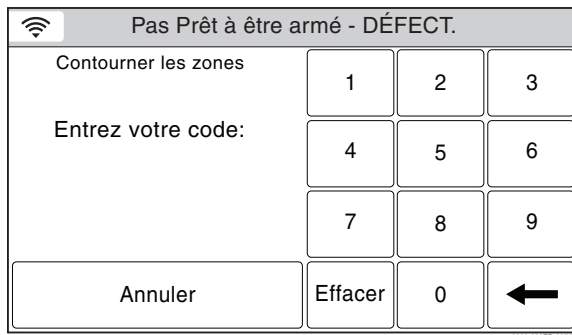 Pas Prêt à être armé - DÉFECT.
Contourner les zones
Entrez votre code:
1 2 3
4 5 6
7 8 9
Annuler Effacer 0